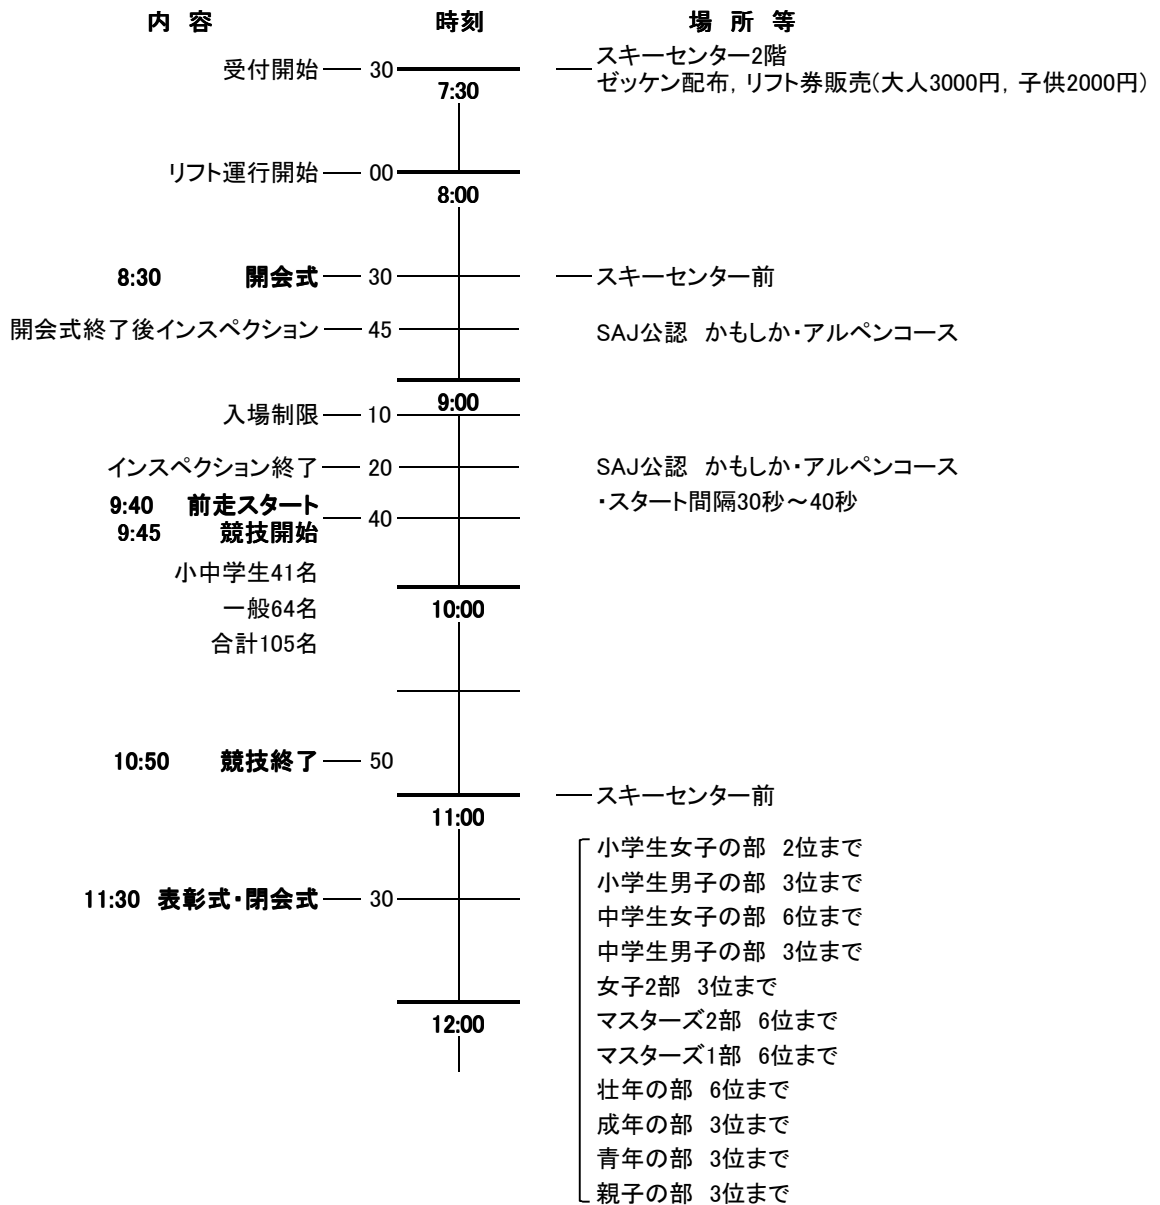 内 容 時刻 場 所 等
スキーセンター2階
受付開始 30
ゼッケン配布，リフト券販売（大人3000円，子供2000円）
7:30
リフト運行開始 00
8:00
8:30 開会式 30 スキーセンター前
開会式終了後インスペクション 45 SAJ公認 かもしか・アルペンコース
9:00
入場制限 10
インスペクション終了 20 SAJ公認 かもしか・アルペンコース
9:40 前走スタート ・スタート間隔30秒～40秒
40
9:45 競技開始
小中学生41名
一般64名 10:00
合計105名
10:50 競技終了 50
スキーセンター前
11:00
小学生女子の部 2位まで
小学生男子の部 3位まで
11:30 表彰式・閉会式 30
中学生女子の部 6位まで
中学生男子の部 3位まで
女子2部 3位まで
12:00 マスターズ2部 6位まで
マスターズ1部 6位まで
壮年の部 6位まで
成年の部 3位まで
青年の部 3位まで
親子の部 3位まで